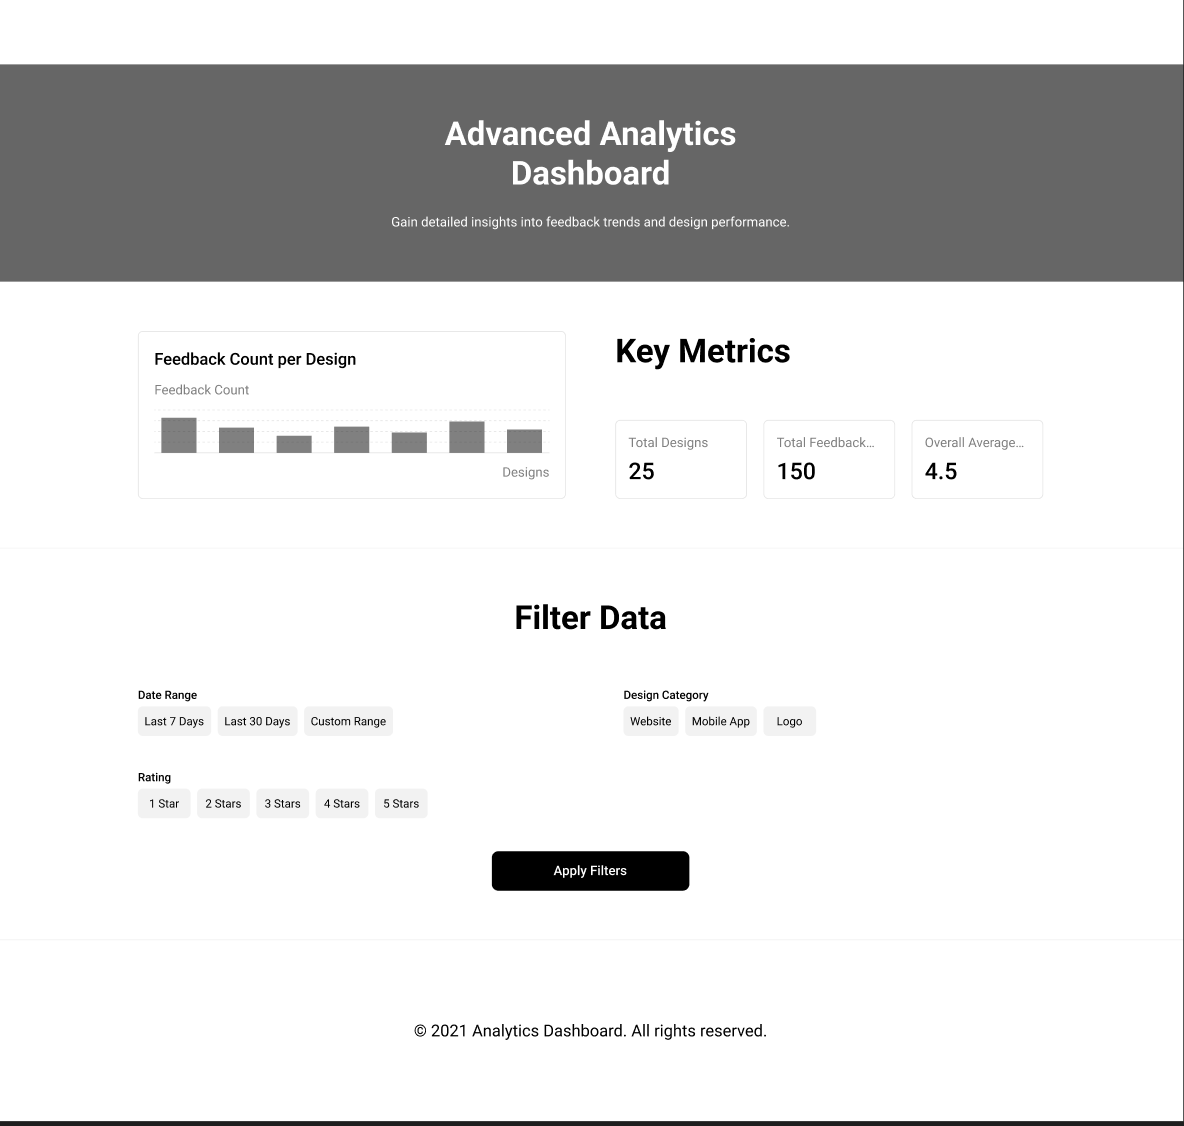 Advanced Analytics
Dashboard
Gain detailed insights into feedback trends and design performance.
Feedback Count per Design
Feedback Count
Designs
Key Metrics
Total Designs
25
Total Feedback...
150
Overall Average...
4.5
Filter Data
Date Range
Last 7 Days
Last 30 Days
Custom Range
Design Category
Website
Mobile App
Logo
Rating
1 Star
2 Stars
3 Stars
4 Stars
5 Stars
Apply Filters
© 2021 Analytics Dashboard. All rights reserved.